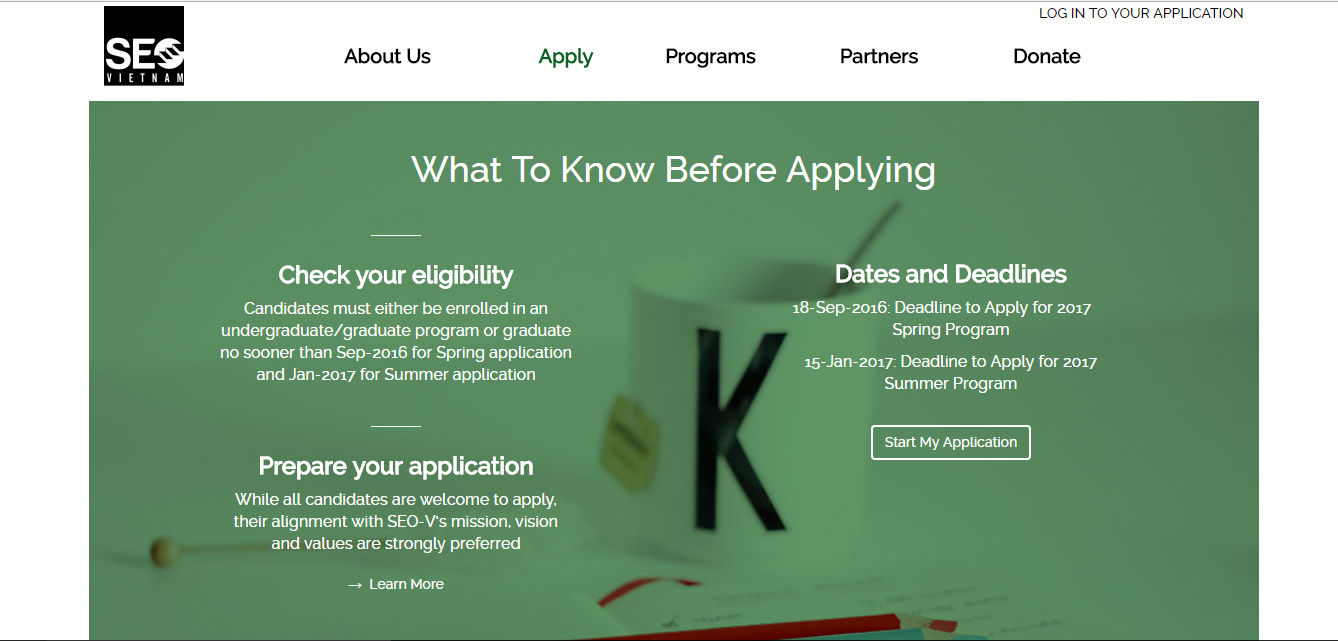 LOG IN TO YOUR APPLICATION
SEO
VIETNAM
About Us
Apply
Programs
Partners
Donate
What To Know Before Applying
Check your eligibility
Candidates must either be enrolled in an
undergraduate/graduate program or graduate
no sooner than Sep-2016 for Spring application
and Jan-2017 for Summer application
Prepare your application
While all candidates are welcome to apply,
their alignment with SEO-V's mission, vision
and values are strongly preferred
→ Learn More
Dates and Deadlines
18-Sep-2016: Deadline to Apply for 2017
Spring Program
15-Jan-2017: Deadline to Apply for 2017
Summer Program
Start My Application
K